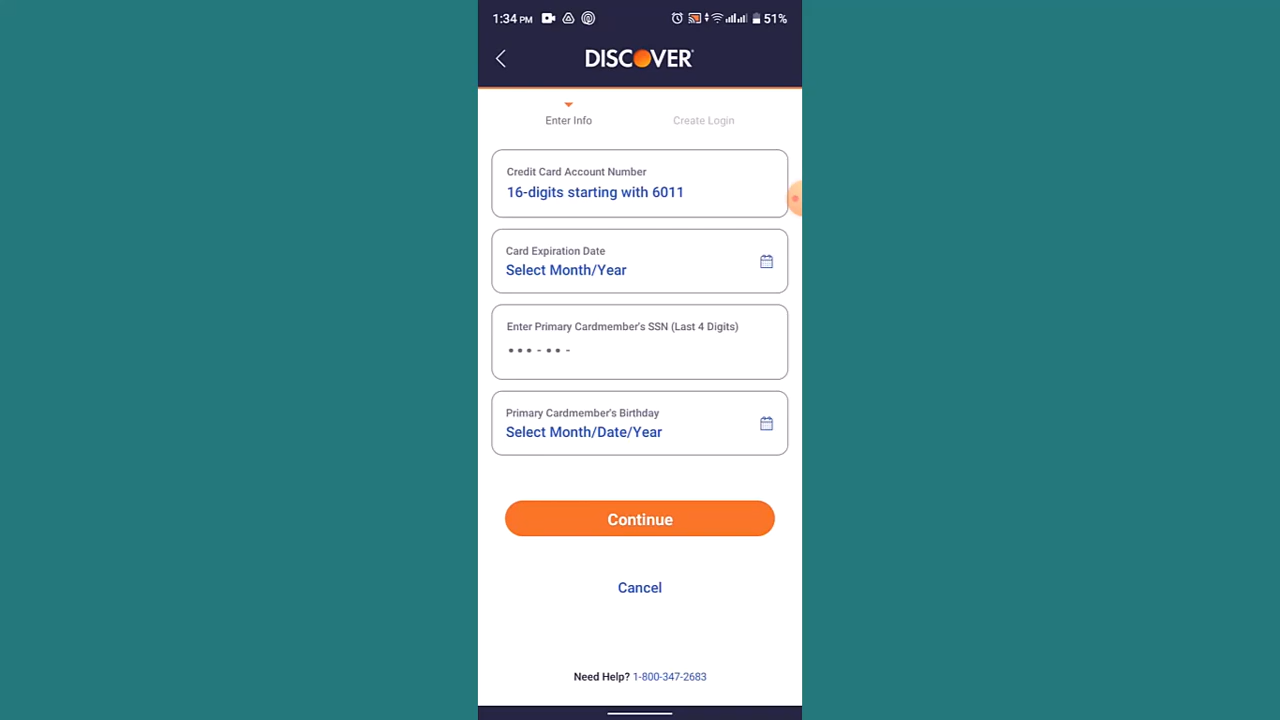 1:34 PM 51%
DISCOVER
Enter Info Create Login
Credit Card Account Number
16-digits starting with 6011
Card Expiration Date
Select Month/Year
Enter Primary Cardmember's SSN (Last 4 Digits)
•••-••-
Primary Cardmember's Birthday
Select Month/Date/Year
Continue
Cancel
Need Help? 1-800-347-2683